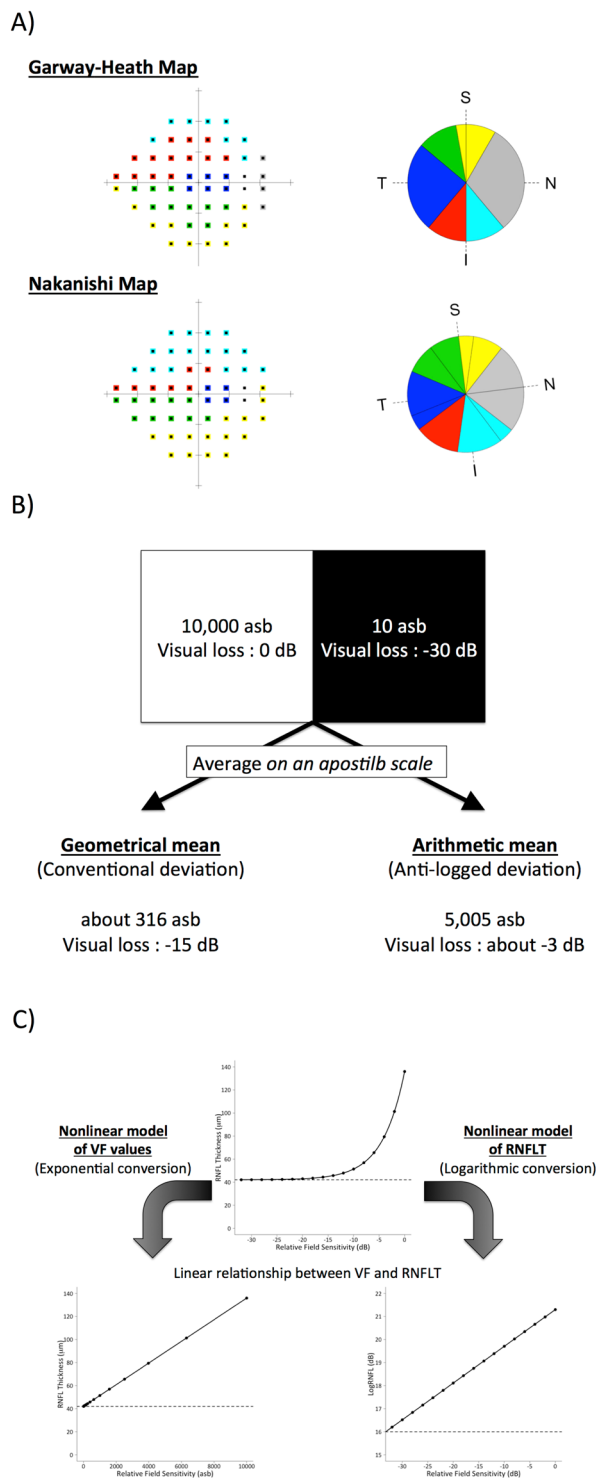 A)
Garway-Heath Map
S
T
N
I
Nakanishi Map
S
T
N
I
B)
10,000 asb
Visual loss : 0 dB
10 asb
Visual loss : -30 dB
Average on an apostilb scale
Geometrical mean
(Conventional deviation)
about 316 asb
Visual loss : -15 dB
Arithmetic mean
(Anti-logged deviation)
5,005 asb
Visual loss : about -3 dB
C)
Nonlinear model
of VF values
(Exponential conversion)
RNFL Thickness (µm)
140
120
100
80
60
40
20
0
-30 -25 -20 -15 -10 -5 0
Relative Field Sensitivity (dB)
Nonlinear model
of RNFLT
(Logarithmic conversion)
Linear relationship between VF and RNFLT
RNFL Thickness (µm)
140
120
100
80
60
40
20
0
0 2000 4000 6000 8000 10000
Relative Field Sensitivity (asb)
LogRNFL (dB)
22
21
20
19
18
17
16
15
-30 -25 -20 -15 -10 -5 0
Relative Field Sensitivity (dB)